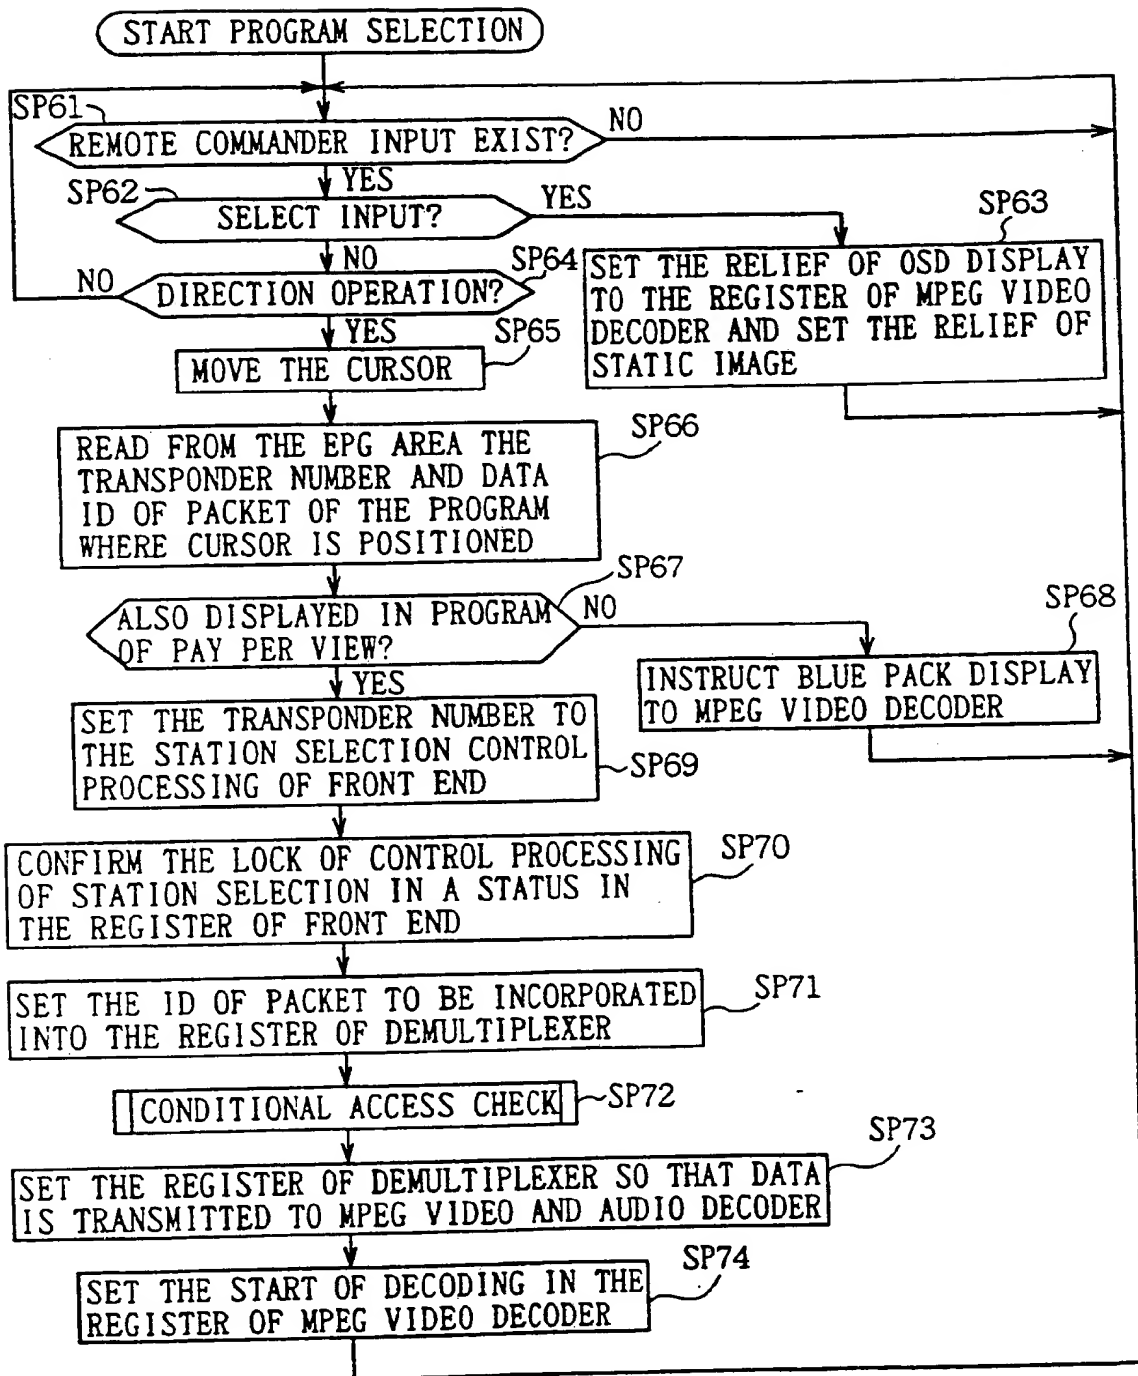 START PROGRAM SELECTION
SP61
REMOTE COMMANDER INPUT EXIST?
NO
YES
SP62
SELECT INPUT?
YES
SP63
SET THE RELIEF OF OSD DISPLAY
TO THE REGISTER OF MPEG VIDEO
DECODER AND SET THE RELIEF OF
STATIC IMAGE
NO
SP64
NO
DIRECTION OPERATION?
YES
SP65
MOVE THE CURSOR
SP66
READ FROM THE EPG AREA THE
TRANSPONDER NUMBER AND DATA
ID OF PACKET OF THE PROGRAM
WHERE CURSOR IS POSITIONED
SP67
ALSO DISPLAYED IN PROGRAM
OF PAY PER VIEW?
NO
SP68
INSTRUCT BLUE PACK DISPLAY
TO MPEG VIDEO DECODER
YES
SET THE TRANSPONDER NUMBER TO
THE STATION SELECTION CONTROL
PROCESSING OF FRONT END
SP69
CONFIRM THE LOCK OF CONTROL PROCESSING
OF STATION SELECTION IN A STATUS IN
THE REGISTER OF FRONT END
SP70
SET THE ID OF PACKET TO BE INCORPORATED
INTO THE REGISTER OF DEMULTIPLEXER
SP71
CONDITIONAL ACCESS CHECK
SP72
SP73
SET THE REGISTER OF DEMULTIPLEXER SO THAT DATA
IS TRANSMITTED TO MPEG VIDEO AND AUDIO DECODER
SP74
SET THE START OF DECODING IN THE
REGISTER OF MPEG VIDEO DECODER